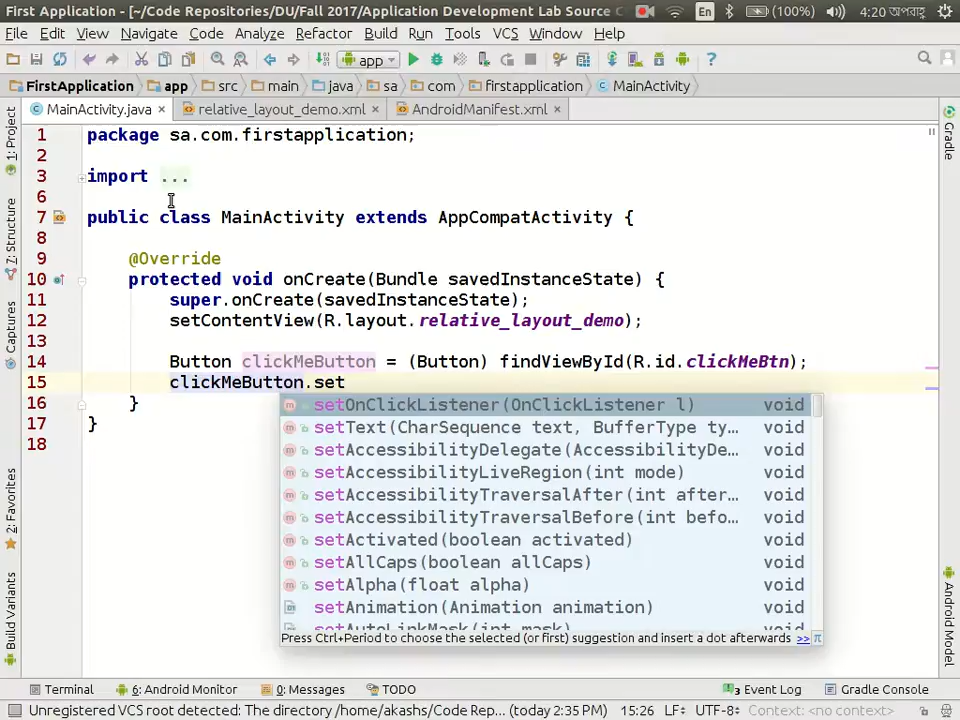 First Application - [~/Code Repositories/DU/Fall 2017/Application Development Lab Source C
En (100%) 4:20 অপরাহ্ণ
File Edit View Navigate Code Analyze Refactor Build Run Tools VCS Window Help
app
FirstApplication app src main java sa com firstapplication MainActivity
MainActivity.java relative_layout_demo.xml AndroidManifest.xml
1 package sa.com.firstapplication;
2
3 import ...
6
7 public class MainActivity extends AppCompatActivity {
8
9 @Override
10 protected void onCreate(Bundle savedInstanceState) {
11 super.onCreate(savedInstanceState);
12 setContentView(R.layout.relative_layout_demo);
13
14 Button clickMeButton = (Button) findViewById(R.id.clickMeBtn);
15 clickMeButton.set
16 }
17 }
18
setOnClickListener(OnClickListener l) void
setText(CharSequence text, BufferType ty… void
setAccessibilityDelegate(AccessibilityDe… void
setAccessibilityLiveRegion(int mode) void
setAccessibilityTraversalAfter(int after… void
setAccessibilityTraversalBefore(int befo… void
setActivated(boolean activated) void
setAllCaps(boolean allCaps) void
setAlpha(float alpha) void
setAnimation(Animation animation) void
setAutoLinkMask(int mask) void
Press Ctrl+Period to choose the selected (or first) suggestion and insert a dot afterwards >> π
1: Project
7: Structure
Captures
2: Favorites
Build Variants
Gradle
Android Model
Terminal 6: Android Monitor 0: Messages TODO 3 Event Log Gradle Console
Unregistered VCS root detected: The directory /home/akashs/Code Rep... (today 2:35 PM) 15:26 LF÷ UTF-8÷ Context: <no context>